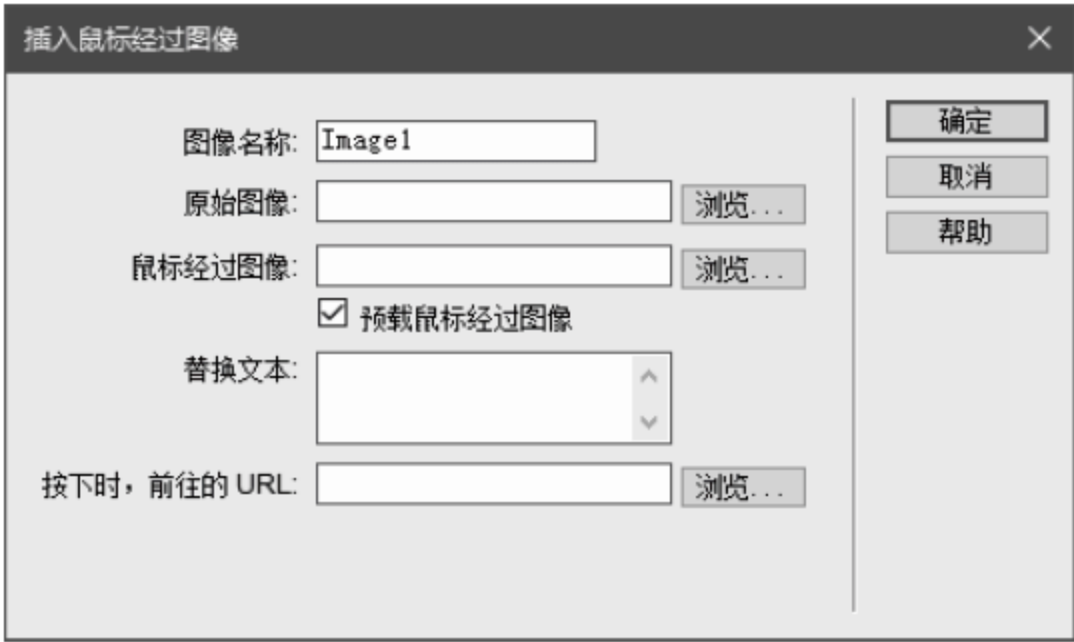 插入鼠标经过图像
图像名称: Image1
确定
原始图像: 浏览...
取消
帮助
鼠标经过图像: 浏览...
预载鼠标经过图像
替换文本:
按下时，前往的 URL: 浏览...